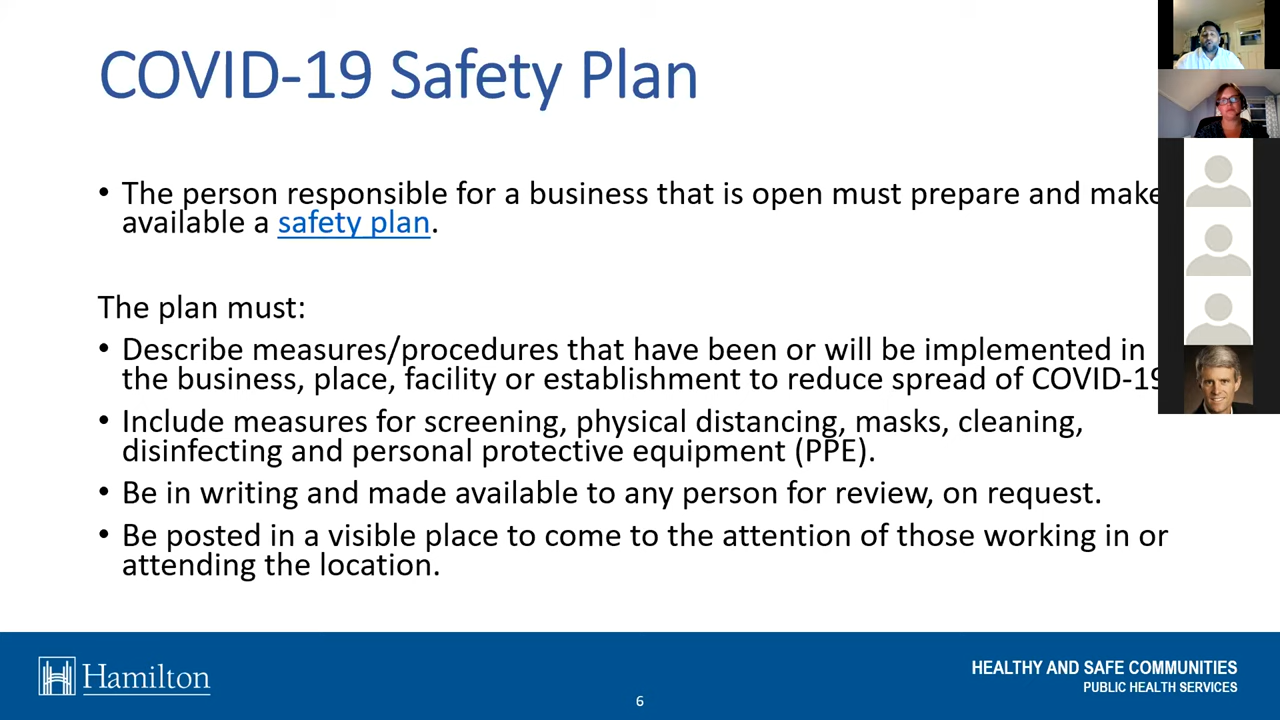 COVID-19 Safety Plan
• The person responsible for a business that is open must prepare and make
available a safety plan.
The plan must:
• Describe measures/procedures that have been or will be implemented in
the business, place, facility or establishment to reduce spread of COVID-19
• Include measures for screening, physical distancing, masks, cleaning,
disinfecting and personal protective equipment (PPE).
• Be in writing and made available to any person for review, on request.
• Be posted in a visible place to come to the attention of those working in or
attending the location.
Hamilton
HEALTHY AND SAFE COMMUNITIES
PUBLIC HEALTH SERVICES
6